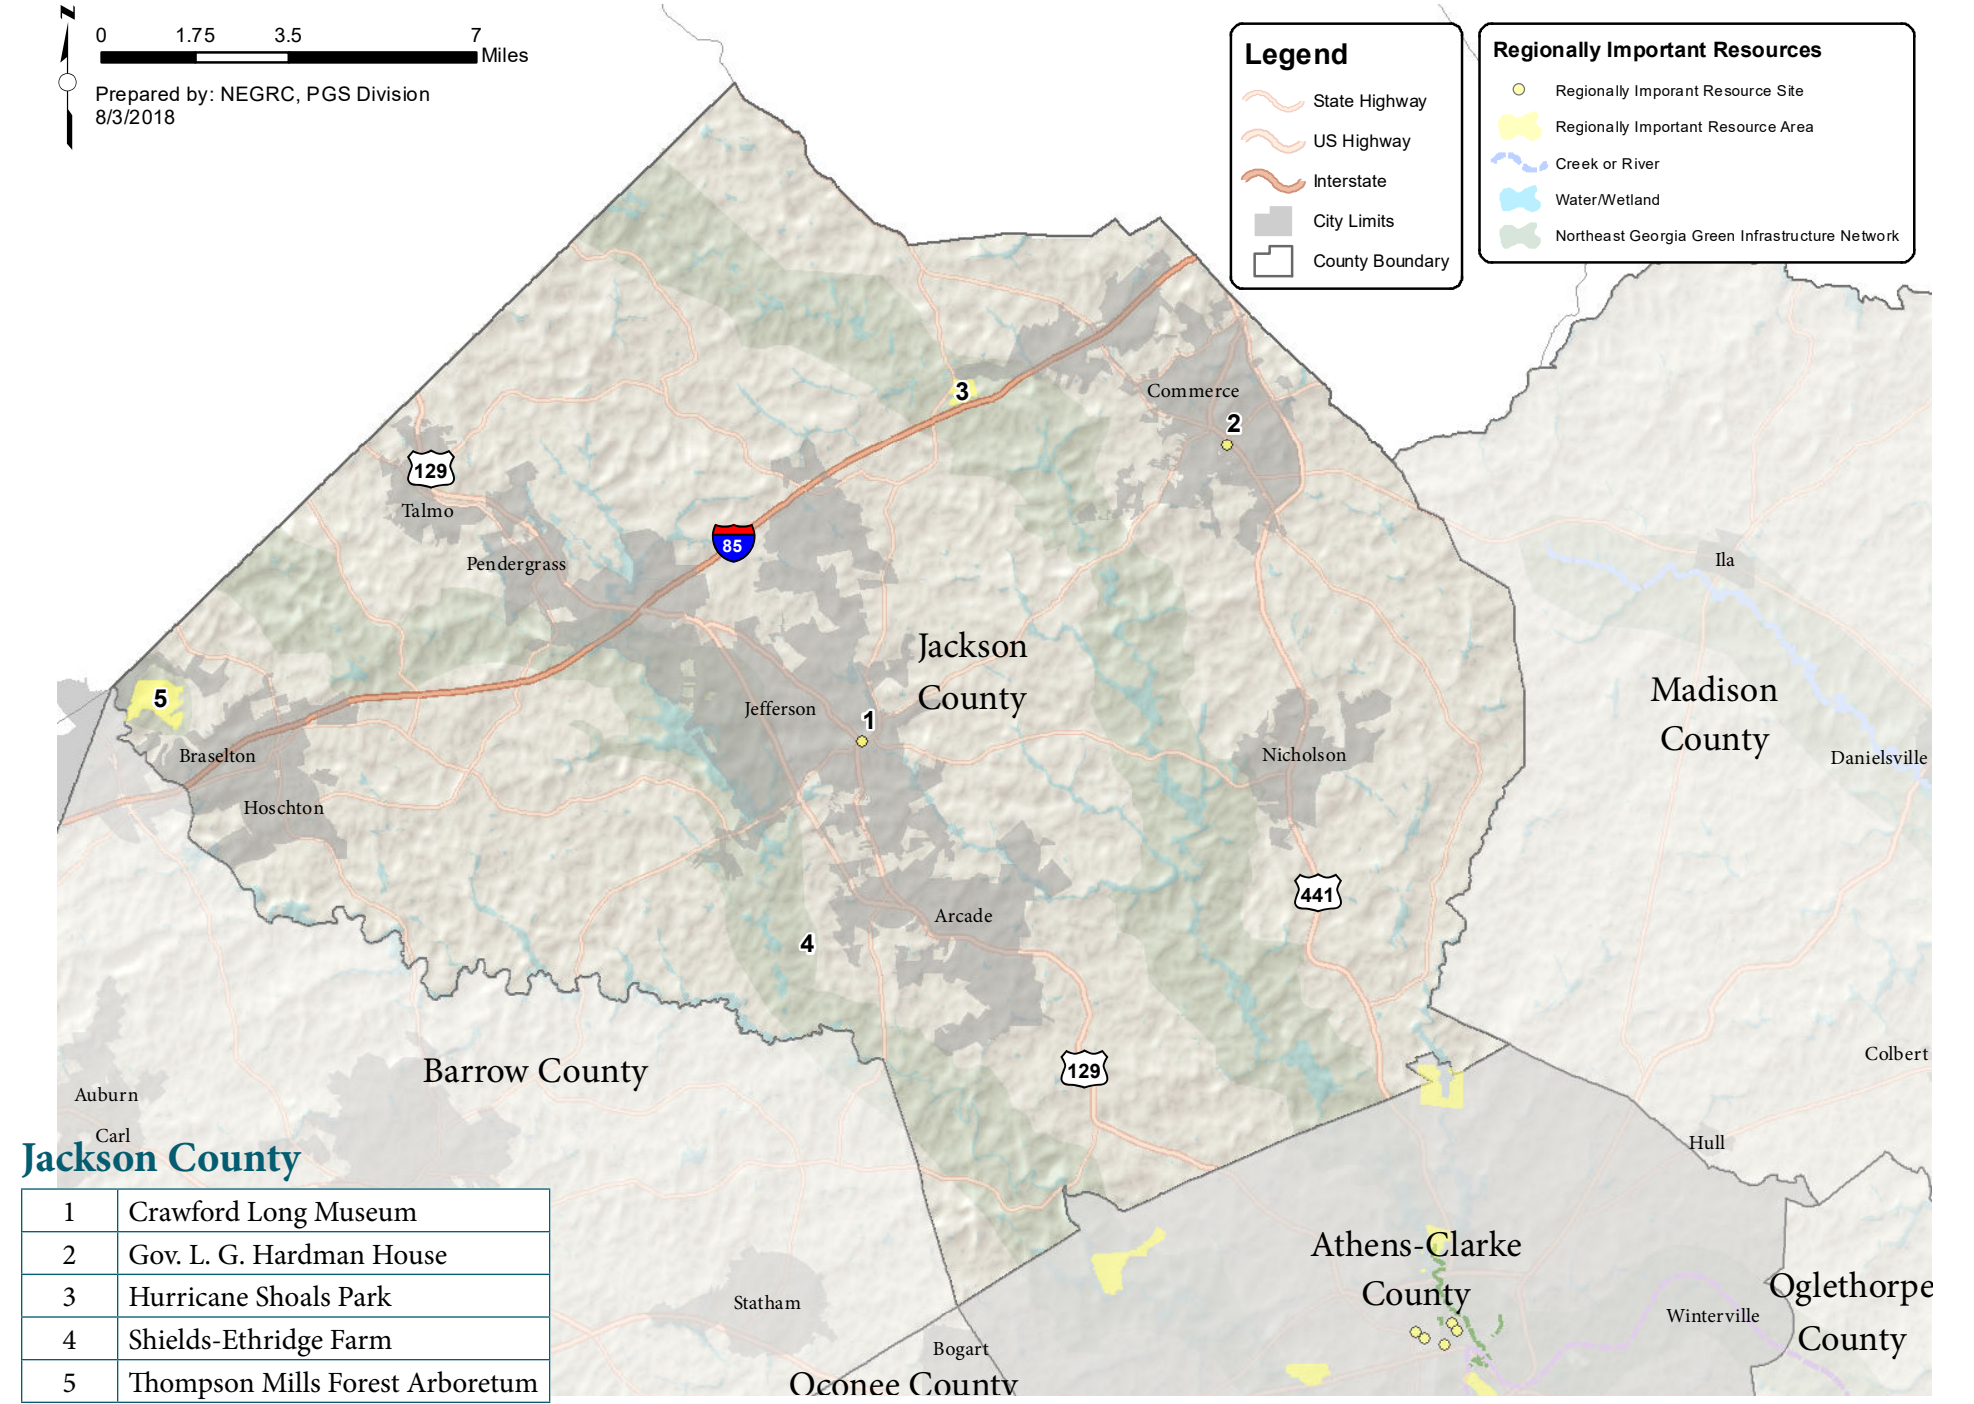 N
0 1.75 3.5 7
Miles
Prepared by: NEGRC, PGS Division
8/3/2018
Legend
State Highway
US Highway
Interstate
City Limits
County Boundary
Regionally Important Resources
Regionally Imporant Resource Site
Regionally Important Resource Area
Creek or River
Water/Wetland
Northeast Georgia Green Infrastructure Network
3
Commerce
2
129
Talmo
85
Pendergrass
Ila
Jackson
County
5
Jefferson
1
Madison
County
Braselton
Nicholson
Danielsville
Hoschton
441
Arcade
4
Barrow County
129
Colbert
Auburn
Carl
Hull
Jackson County
1 Crawford Long Museum
2 Gov. L. G. Hardman House
3 Hurricane Shoals Park
4 Shields-Ethridge Farm
5 Thompson Mills Forest Arboretum
Athens-Clarke
County
Oglethorpe
County
Statham
Winterville
Bogart
Oconee County